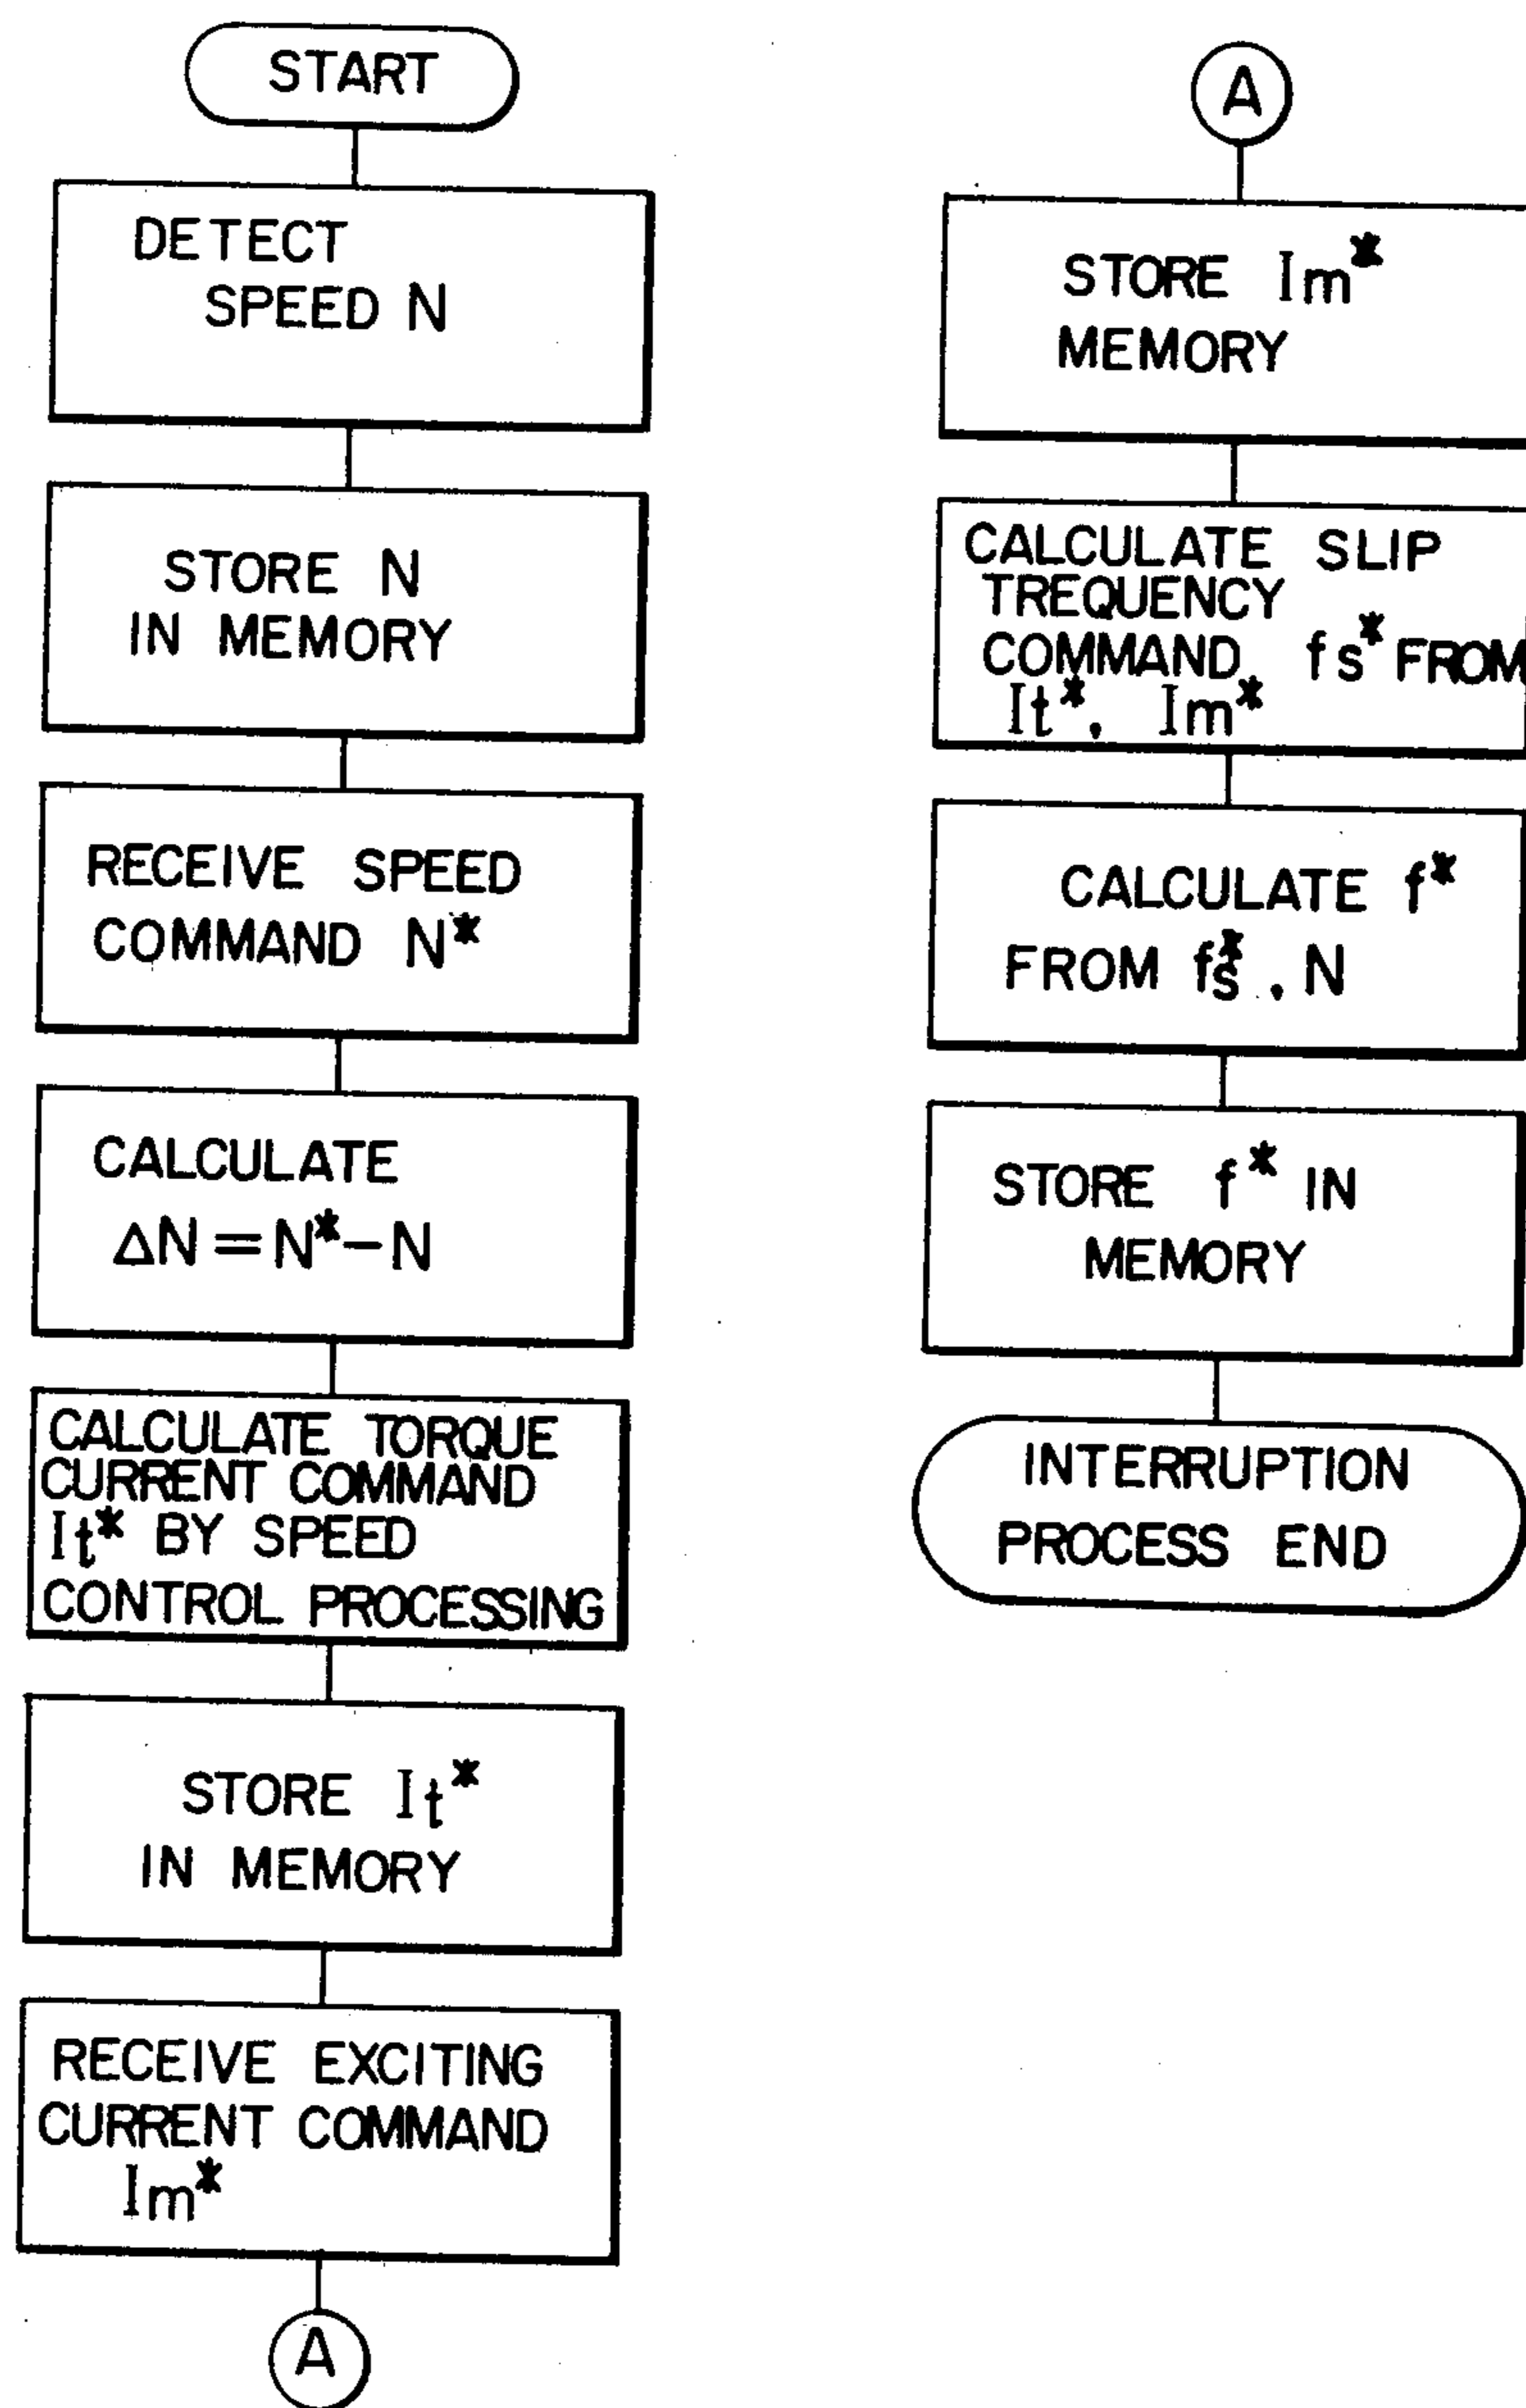 START
DETECT
SPEED N
STORE N
IN MEMORY
RECEIVE SPEED
COMMAND N*
CALCULATE
ΔN=N*-N
CALCULATE TORQUE
CURRENT COMMAND
It* BY SPEED
CONTROL PROCESSING
STORE It*
IN MEMORY
RECEIVE EXCITING
CURRENT COMMAND
Im*
A
A
STORE Im*
MEMORY
CALCULATE SLIP
TREQUENCY
COMMAND fs* FROM
It*, Im*
CALCULATE f*
FROM fs*, N
STORE f* IN
MEMORY
INTERRUPTION
PROCESS END